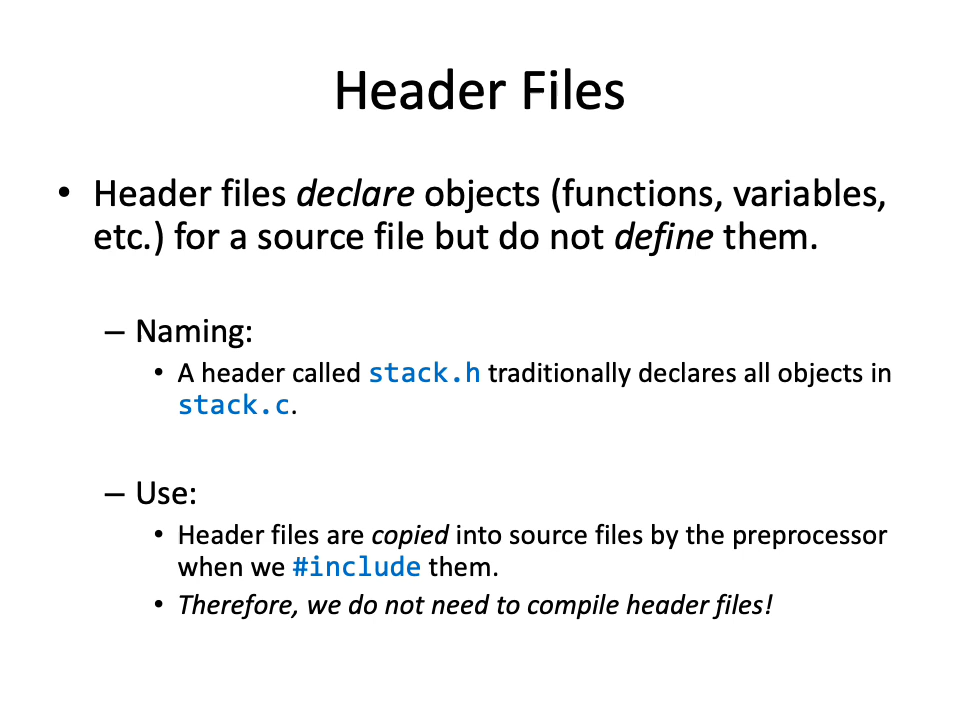 Header Files
• Header files declare objects (functions, variables,
etc.) for a source file but do not define them.
– Naming:
• A header called stack.h traditionally declares all objects in
stack.c.
– Use:
• Header files are copied into source files by the preprocessor
when we #include them.
• Therefore, we do not need to compile header files!